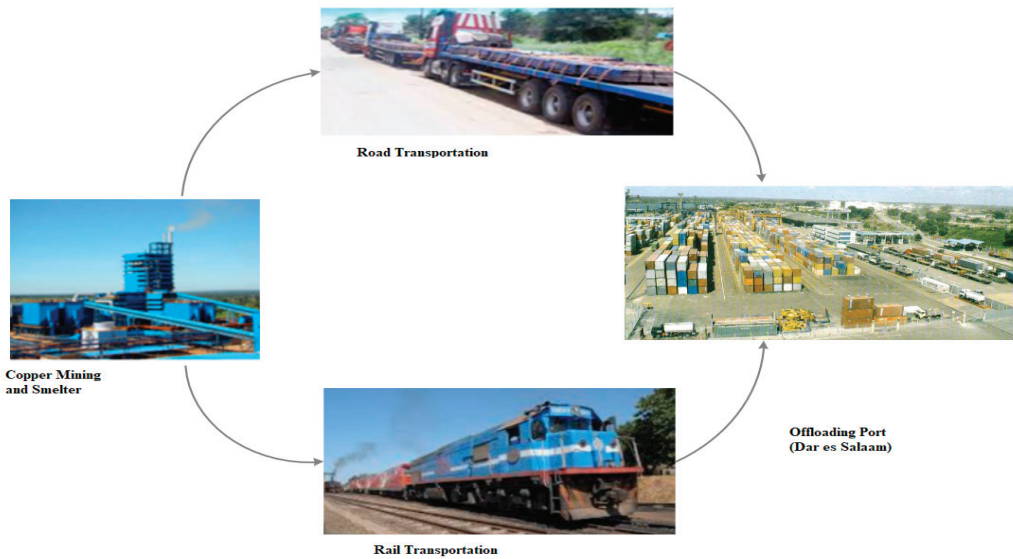 Road Transportation
Copper Mining
and Smelter
Offloading Port
(Dar es Salaam)
Rail Transportation